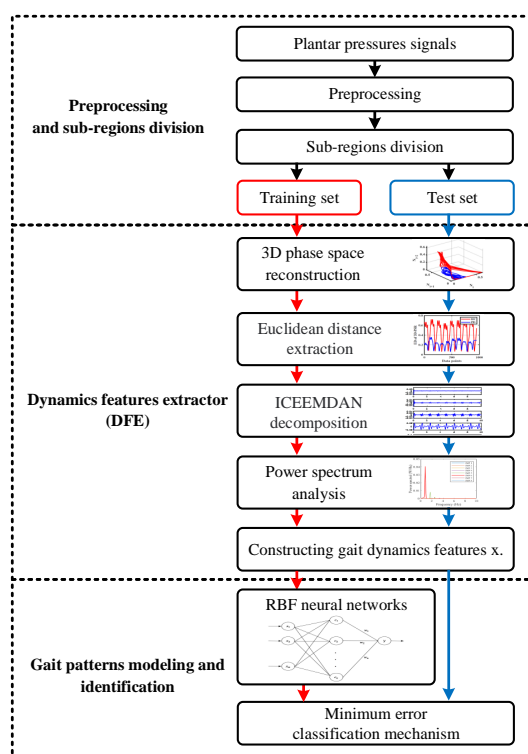 Plantar pressures signals
Preprocessing
Preprocessing
and sub-regions division
Sub-regions division
Training set
Test set
3D phase space
reconstruction
Euclidean distance
extraction
Dynamics features extractor
(DFE)
ICEEMDAN
decomposition
Power spectrum
analysis
Constructing gait dynamics features x.
RBF neural networks
Gait patterns modeling and
identification
Minimum error
classification mechanism